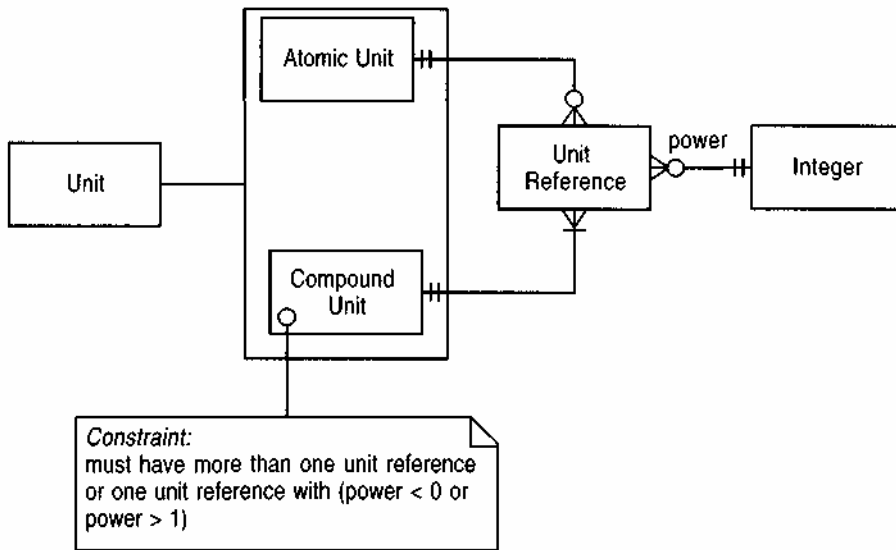 Atomic Unit
power
Unit
Unit
Reference
Integer
Compound
Unit
Constraint:
must have more than one unit reference
or one unit reference with (power < 0 or
power > 1)